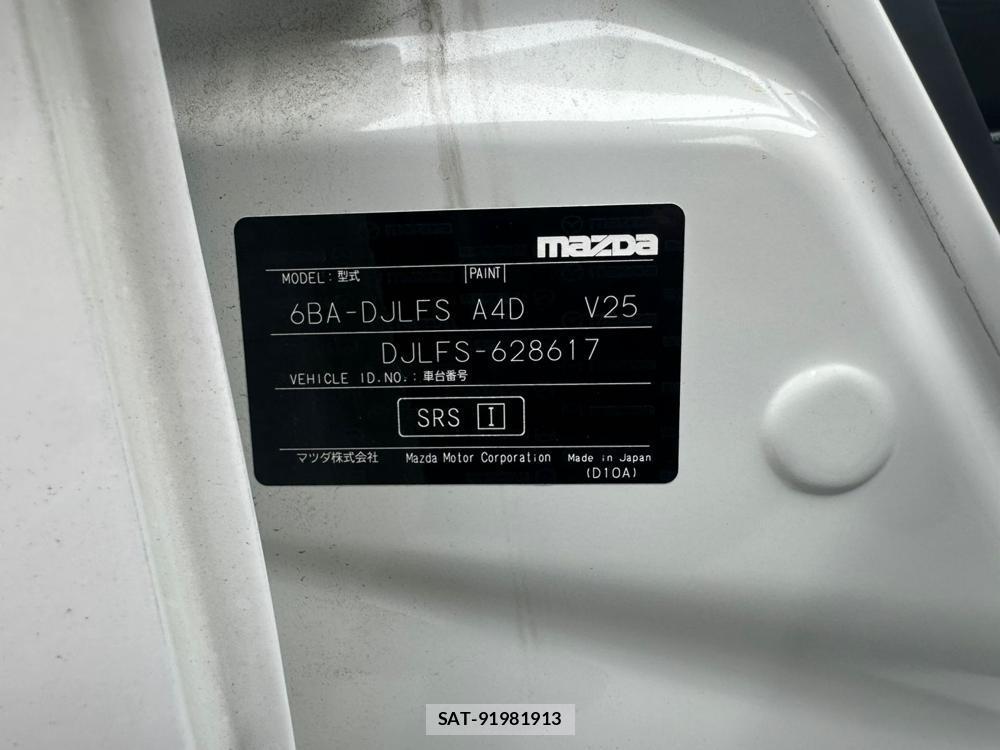 mazda
MODEL : 型式 PAINT
6BA-DJLFS A4D V25
DJLFS-628617
VEHICLE ID.NO. : 車台番号
SRS I
マツダ株式会社 Mazda Motor Corporation Made in Japan
(D10A)
SAT-91981913